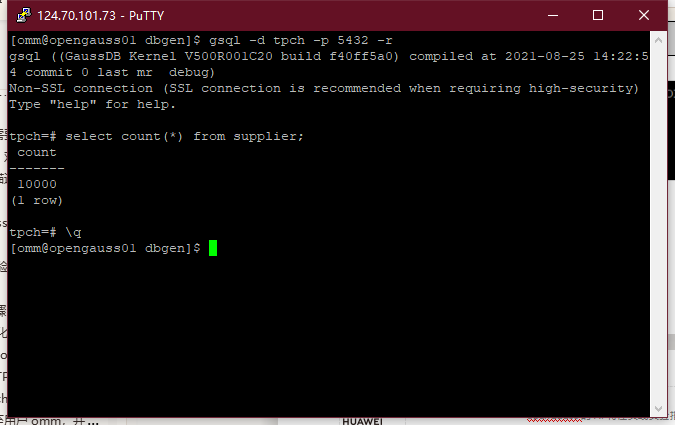 124.70.101.73 - PuTTY
[omm@opengauss01 dbgen]$ gsql -d tpch -p 5432 -r
gsql ((GaussDB Kernel V500R001C20 build f40ff5a0) compiled at 2021-08-25 14:22:5
4 commit 0 last mr  debug)
Non-SSL connection (SSL connection is recommended when requiring high-security)
Type "help" for help.
tpch=# select count(*) from supplier;
count
-------
10000
(1 row)
tpch=# \q
[omm@opengauss01 dbgen]$
HUAWEI